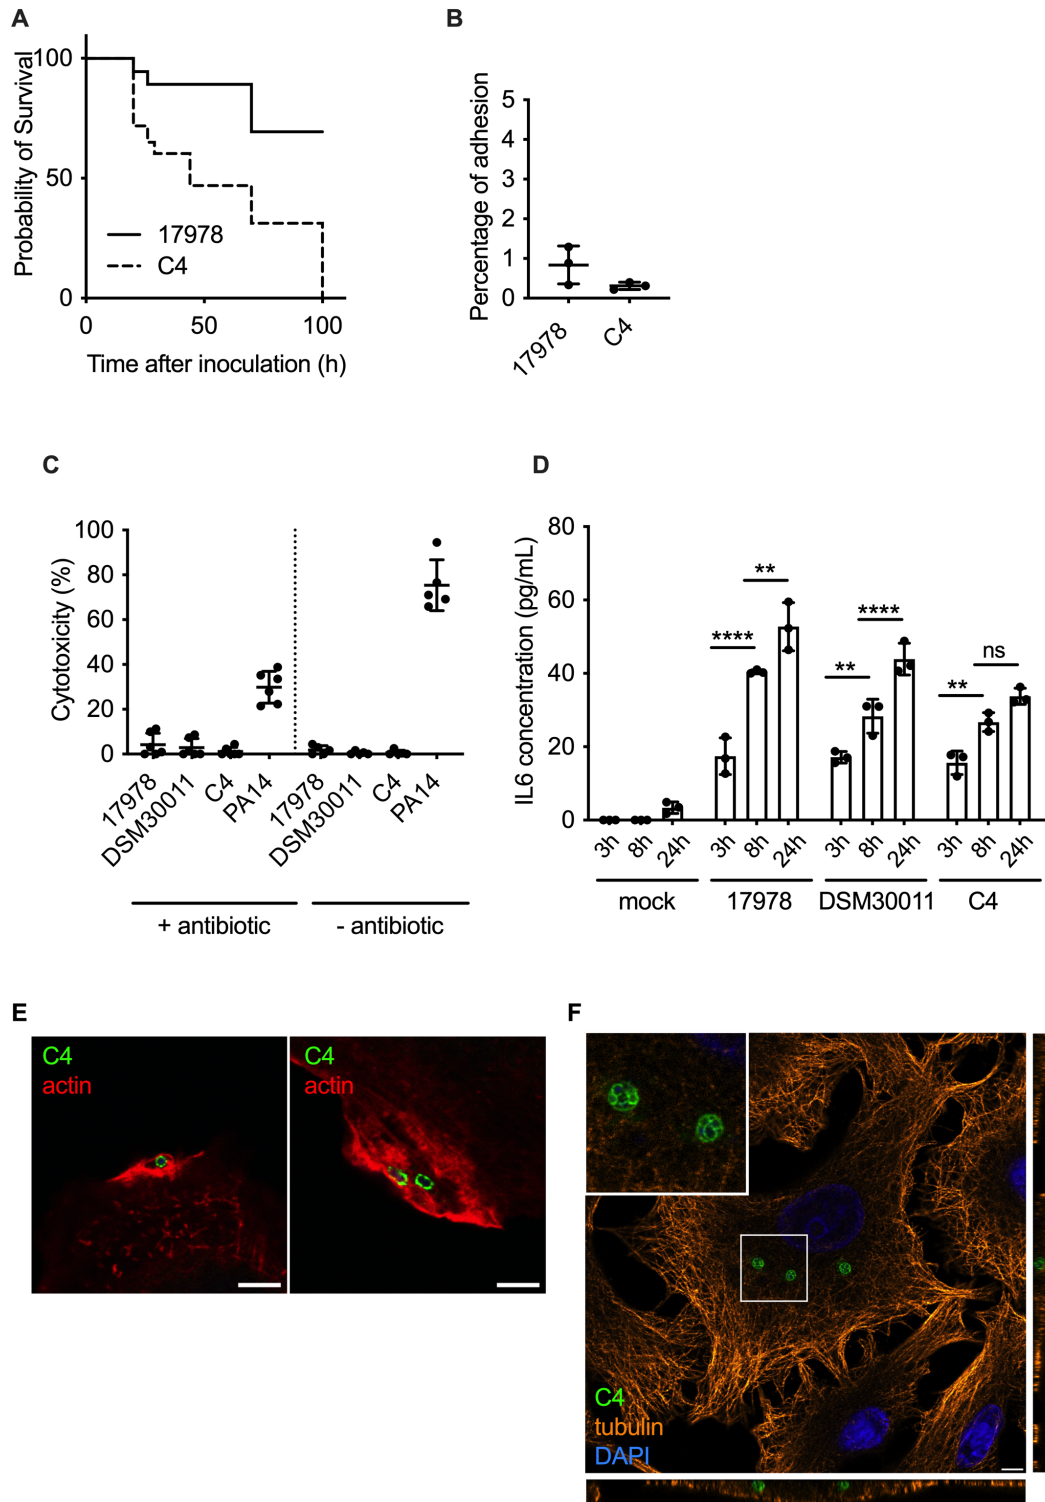 A
Probability of Survival
100
50
0
17978
C4
0
50
100
Time after inoculation (h)
B
Percentage of adhesion
5
4
3
2
1
0
17978
C4
C
Cytotoxicity (%)
100
80
60
40
20
0
17978
DSM30011
C4
PA14
17978
DSM30011
C4
PA14
+ antibiotic
- antibiotic
D
IL6 concentration (pg/mL)
80
60
40
20
0
****
**
**
****
**
ns
3h
8h
24h
3h
8h
24h
3h
8h
24h
3h
8h
24h
mock
17978
DSM30011
C4
E
C4
actin
C4
actin
F
C4
tubulin
DAPI